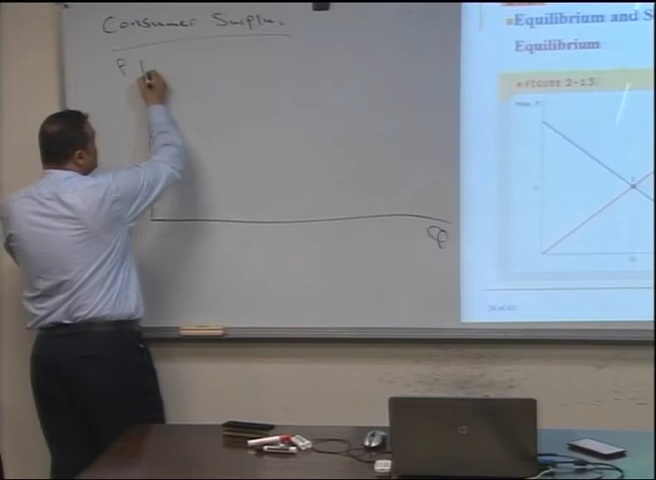 Consumer Surplus
P
Q
Equilibrium and S
Equilibrium
FIGURE 2-13: